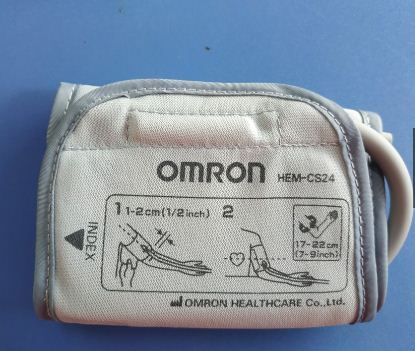 OMRON HEM-CS24
1 1-2cm(1/2inch) 2
17-22cm
(7-9inch)
INDEX
OMRON HEALTHCARE Co.,Ltd.